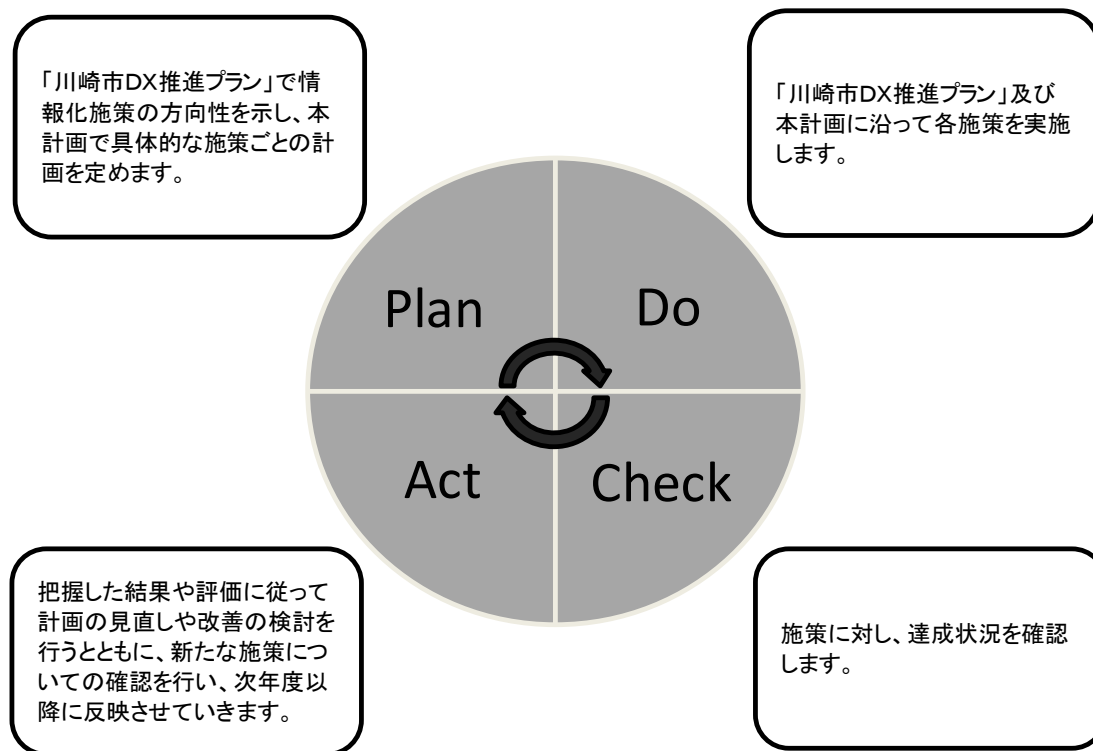 「川崎市DX推進プラン」で情
報化施策の方向性を示し、本
計画で具体的な施策ごとの計
画を定めます。
「川崎市DX推進プラン」及び
本計画に沿って各施策を実施
します。
Plan
Do
Act
Check
把握した結果や評価に従って
計画の見直しや改善の検討を
行うとともに、新たな施策につ
いての確認を行い、次年度以
降に反映させていきます。
施策に対し、達成状況を確認
します。